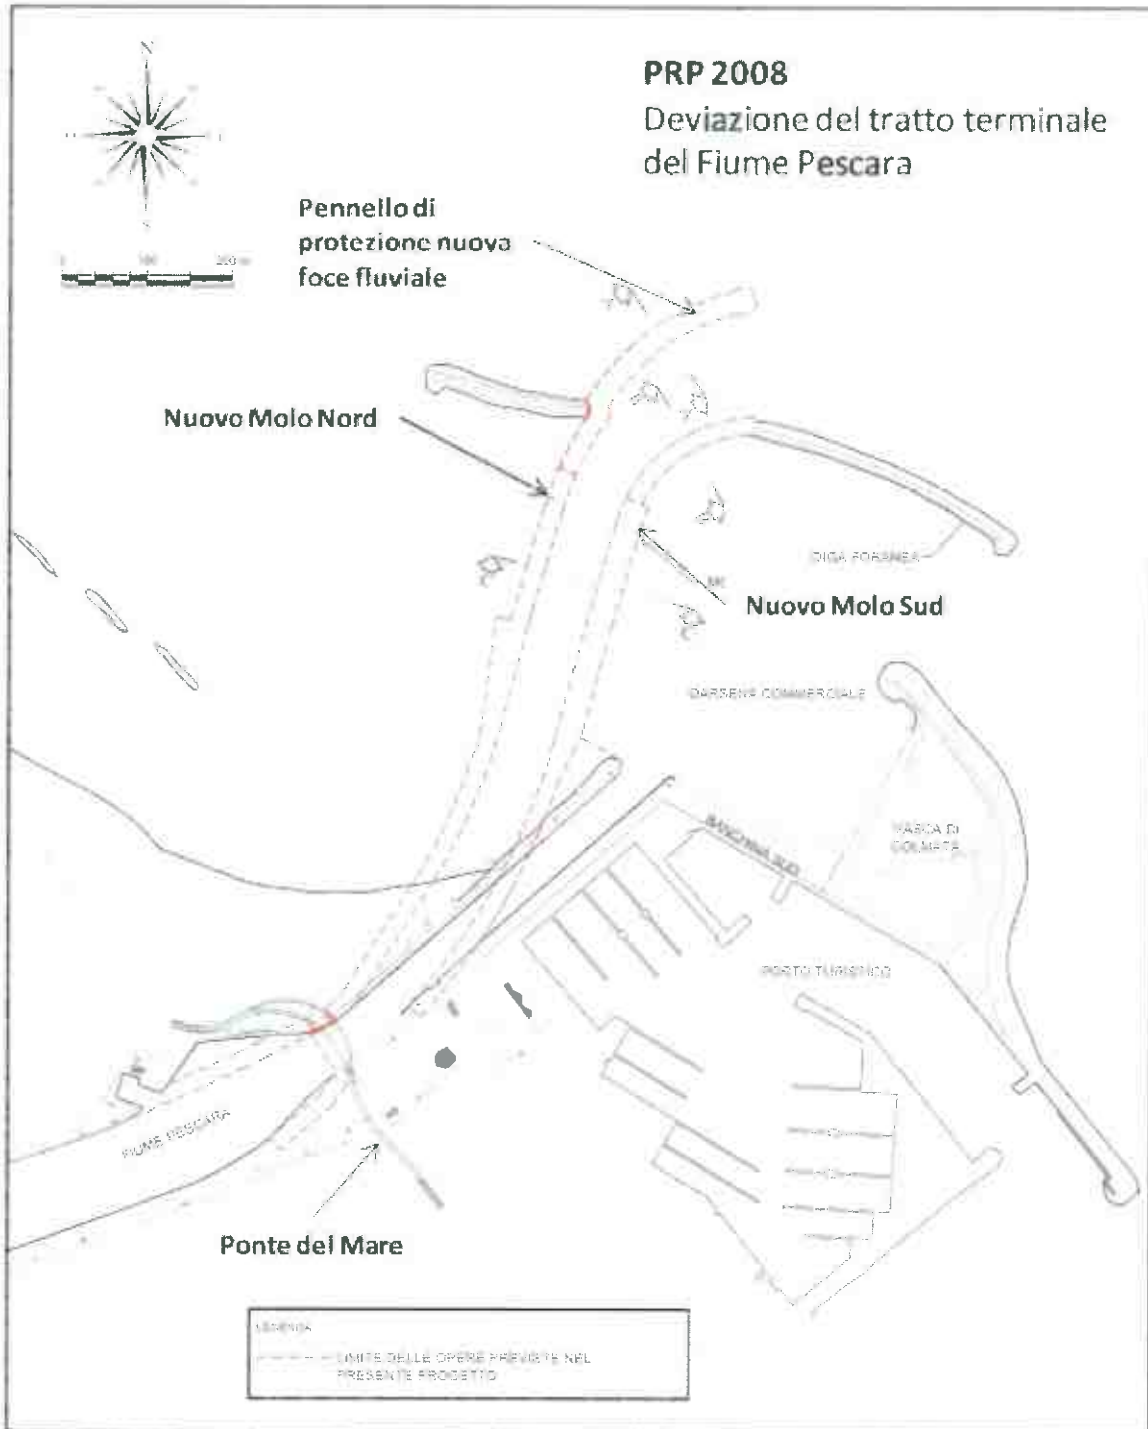 N
PRP 2008
Deviazione del tratto terminale
del Fiume Pescara
S
200 m
Pennello di
protezione nuova
foce fluviale
Nuovo Molo Nord
DIGA FORANEA
Nuovo Molo Sud
DARSENA COMMERCIALE
BANCHINA SUD
VASCA DI
COLMATA
PORTO TURISTICO
FIUME PESCARA
Ponte del Mare
LEGENDA
LIMITE DELLE OPERE PREVISTE NEL
PRESENTE PROGETTO